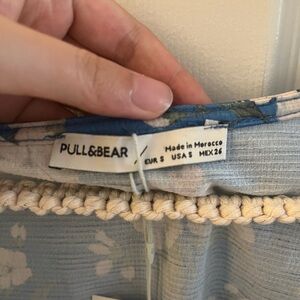 PULL&BEAR
Made in Morocco
EUR S USA S MEX 26